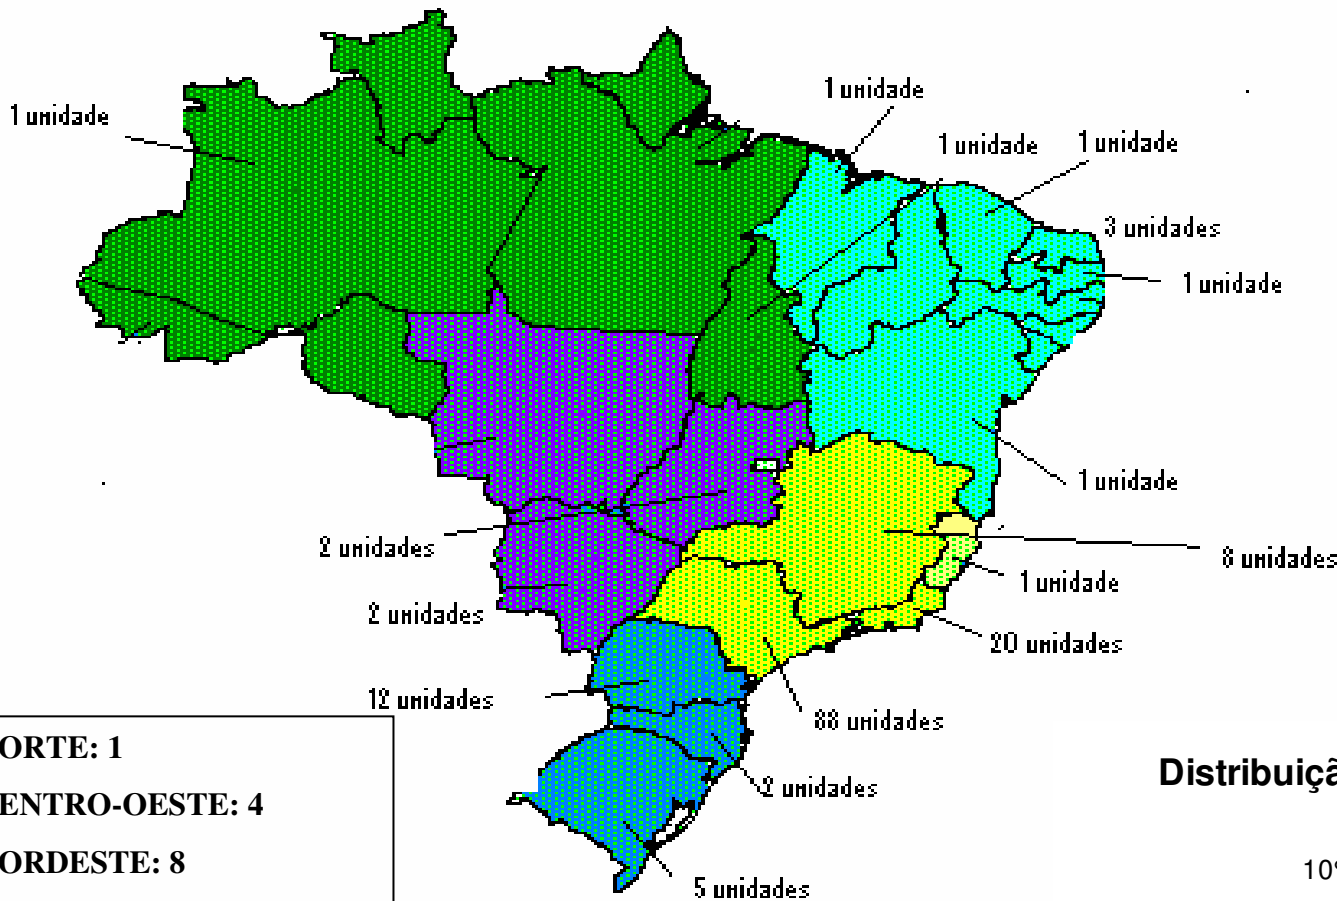 1 unidade
1 unidade
1 unidade
1 unidade
3 unidades
1 unidade
1 unidade
2 unidades
8 unidades
1 unidade
2 unidades
20 unidades
12 unidades
88 unidades
2 unidades
5 unidades
ORTE: 1
ENTRO-OESTE: 4
ORDESTE: 8
Distribuiçã
10